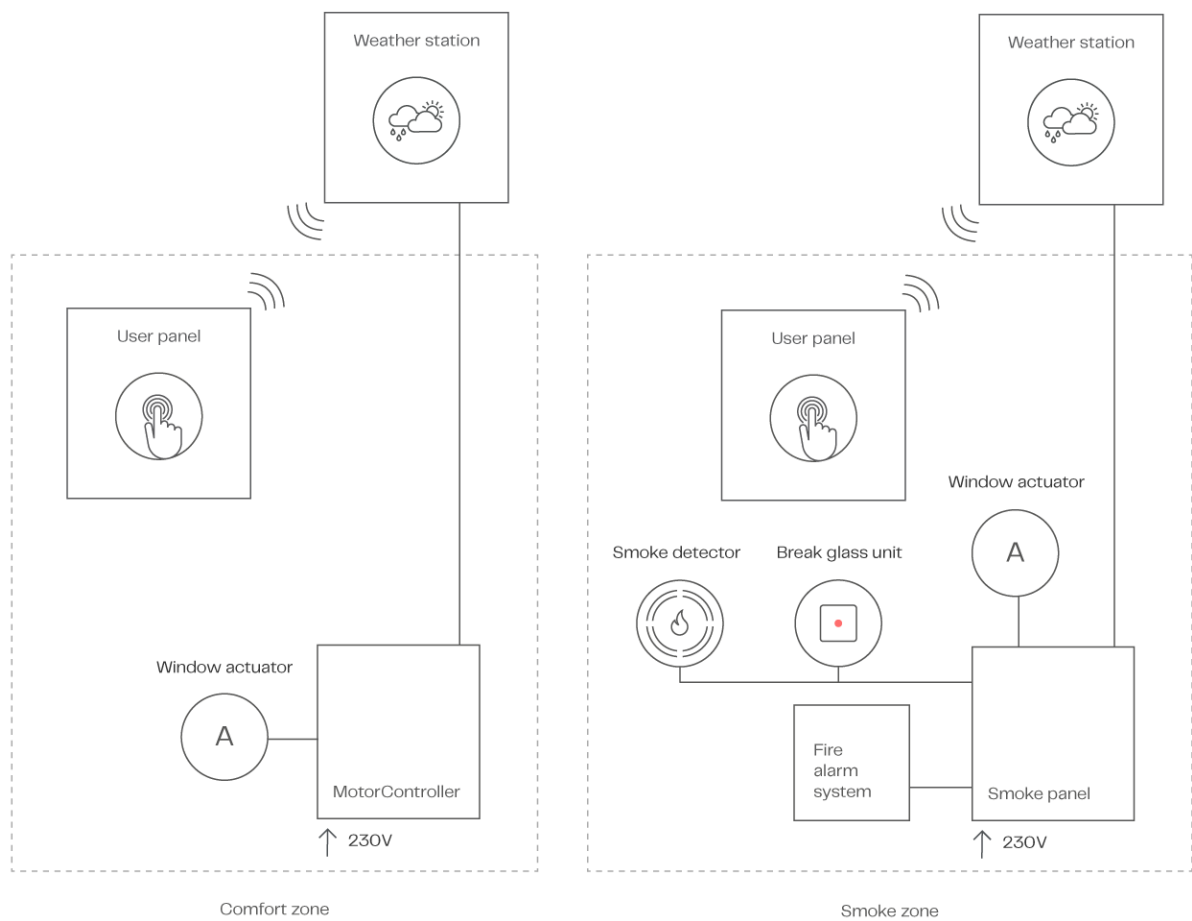 Weather station
User panel
Window actuator
A
MotorController
230V
Comfort zone
Weather station
User panel
Window actuator
A
Smoke detector
Break glass unit
Fire
alarm
system
Smoke panel
230V
Smoke zone